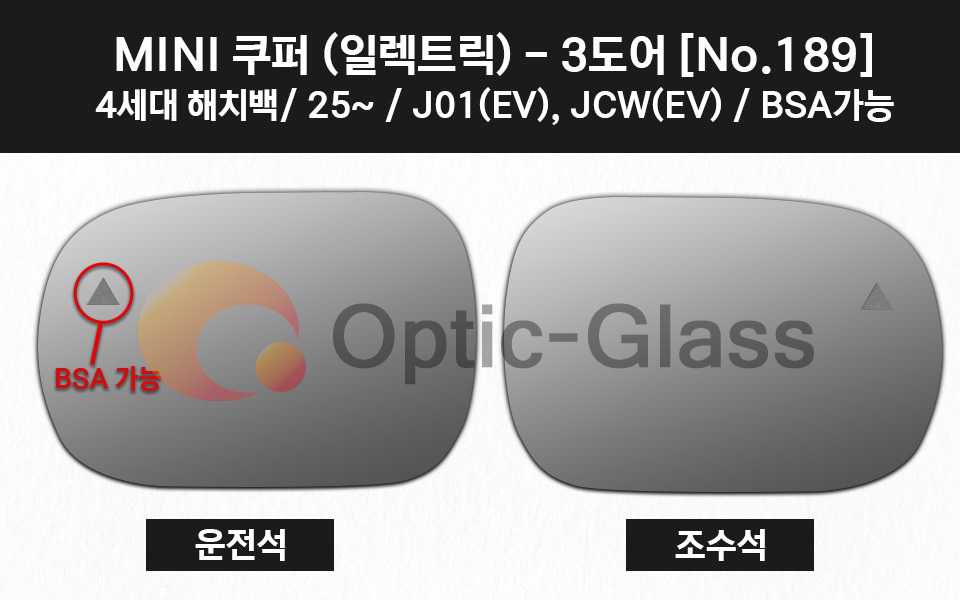 MINI 쿠퍼 (일렉트릭) - 3도어 [No.189]
4세대 해치백/ 25~ / J01(EV), JCW(EV) / BSA가능
Optic-Glass
BSA 가능
운전석
조수석